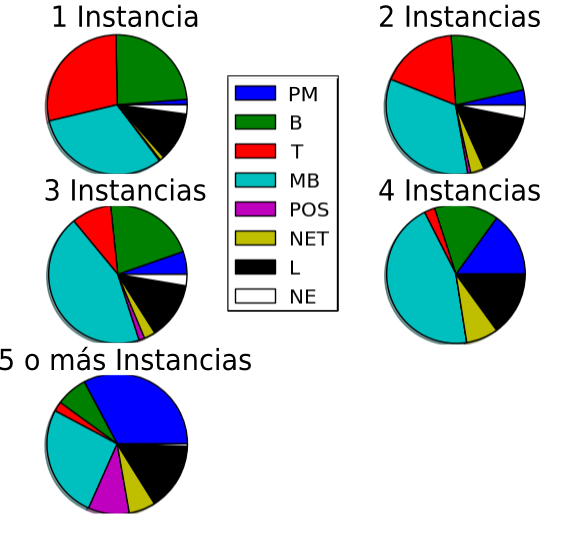 1 Instancia
2 Instancias
PM
B
T
MB
POS
NET
L
NE
3 Instancias
4 Instancias
5 o más Instancias